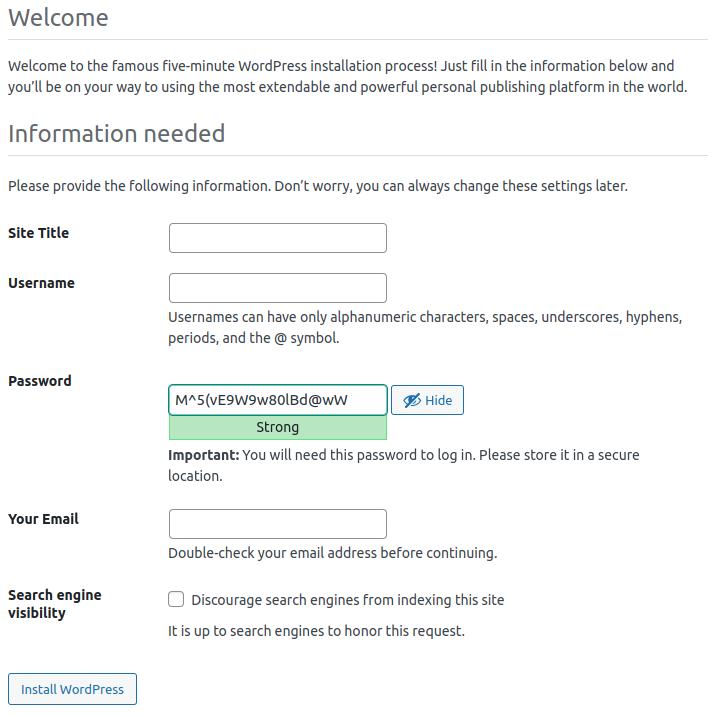 Welcome
Welcome to the famous five-minute WordPress installation process! Just fill in the information below and
you’ll be on your way to using the most extendable and powerful personal publishing platform in the world.
Information needed
Please provide the following information. Don’t worry, you can always change these settings later.
Site Title
Username
Usernames can have only alphanumeric characters, spaces, underscores, hyphens,
periods, and the @ symbol.
Password
M^5(vE9W9w80lBd@wW
Hide
Strong
Important: You will need this password to log in. Please store it in a secure
location.
Your Email
Double-check your email address before continuing.
Search engine
visibility
Discourage search engines from indexing this site
It is up to search engines to honor this request.
Install WordPress